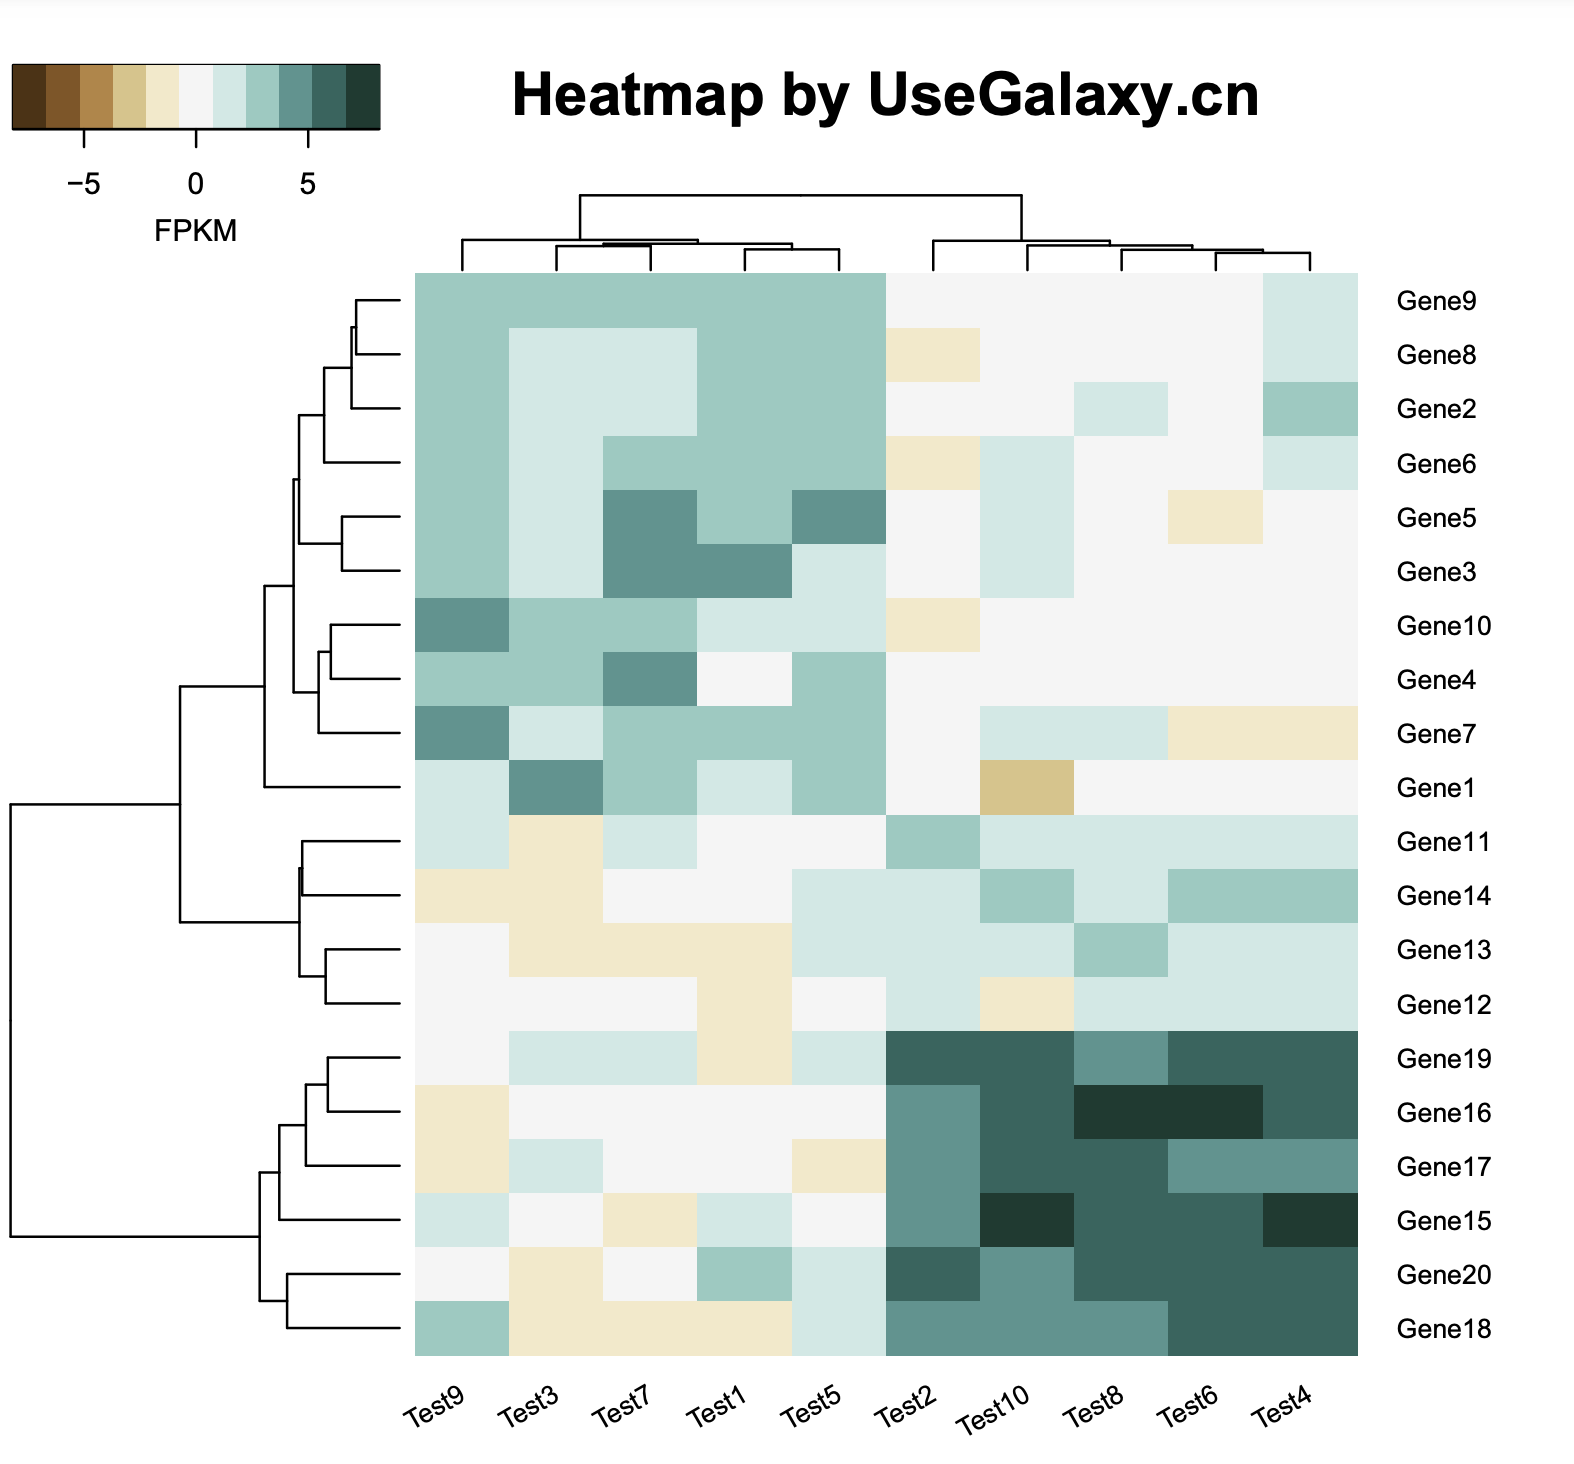 Heatmap by UseGalaxy.cn
−5 0 5
FPKM
Gene9
Gene8
Gene2
Gene6
Gene5
Gene3
Gene10
Gene4
Gene7
Gene1
Gene11
Gene14
Gene13
Gene12
Gene19
Gene16
Gene17
Gene15
Gene20
Gene18
Test9 Test3 Test7 Test1 Test5 Test2 Test10 Test8 Test6 Test4